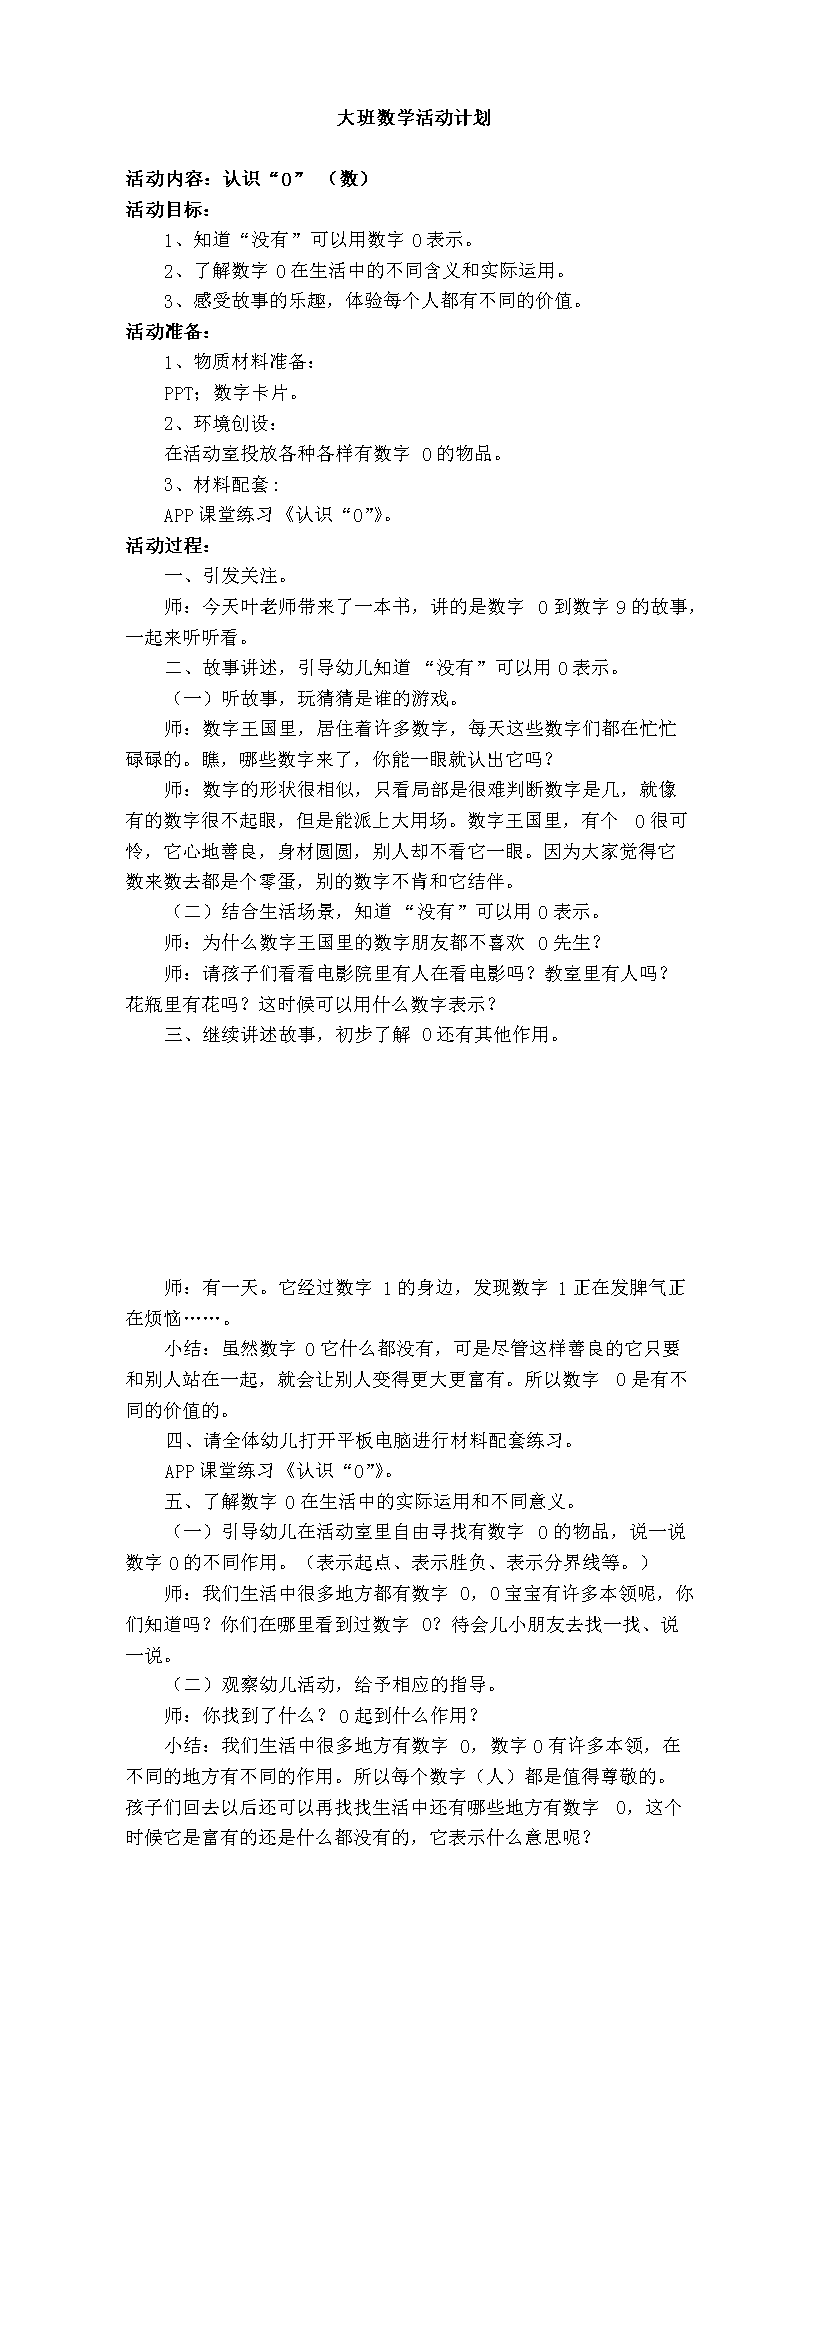 大班数学活动计划
活动内容：认识“0” （数）
活动目标：
1、知道“没有”可以用数字 0 表示。
2、了解数字 0 在生活中的不同含义和实际运用。
3、感受故事的乐趣，体验每个人都有不同的价值。
活动准备：
1、物质材料准备：
PPT；数字卡片。
2、环境创设：
在活动室投放各种各样有数字 0 的物品。
3、材料配套：
APP 课堂练习《认识“0”》。
活动过程：
一、引发关注。
师：今天叶老师带来了一本书，讲的是数字 0 到数字 9 的故事，
一起来听听看。
二、故事讲述，引导幼儿知道 “没有”可以用 0 表示。
（一）听故事，玩猜猜是谁的游戏。
师：数字王国里，居住着许多数字，每天这些数字们都在忙忙
碌碌的。瞧，哪些数字来了，你能一眼就认出它吗？
师：数字的形状很相似，只看局部是很难判断数字是几，就像
有的数字很不起眼，但是能派上大用场。数字王国里，有个 0 很可
怜，它心地善良，身材圆圆，别人却不看它一眼。因为大家觉得它
数来数去都是个零蛋，别的数字不肯和它结伴。
（二）结合生活场景，知道 “没有”可以用 0 表示。
师：为什么数字王国里的数字朋友都不喜欢 0 先生？
师：请孩子们看看电影院里有人在看电影吗？教室里有人吗？
花瓶里有花吗？这时候可以用什么数字表示？
三、继续讲述故事，初步了解 0 还有其他作用。
师：有一天。它经过数字 1 的身边，发现数字 1 正在发脾气正
在烦恼……。
小结：虽然数字 0 它什么都没有，可是尽管这样善良的它只要
和别人站在一起，就会让别人变得更大更富有。所以数字 0 是有不
同的价值的。
四、请全体幼儿打开平板电脑进行材料配套练习。
APP 课堂练习《认识“0”》。
五、了解数字 0 在生活中的实际运用和不同意义。
（一）引导幼儿在活动室里自由寻找有数字 0 的物品，说一说
数字 0 的不同作用。（表示起点、表示胜负、表示分界线等。）
师：我们生活中很多地方都有数字 0，0 宝宝有许多本领呢，你
们知道吗？你们在哪里看到过数字 0？待会儿小朋友去找一找、说
一说。
（二）观察幼儿活动，给予相应的指导。
师：你找到了什么？0 起到什么作用？
小结：我们生活中很多地方有数字 0，数字 0 有许多本领，在
不同的地方有不同的作用。所以每个数字（人）都是值得尊敬的。
孩子们回去以后还可以再找找生活中还有哪些地方有数字 0，这个
时候它是富有的还是什么都没有的，它表示什么意思呢？